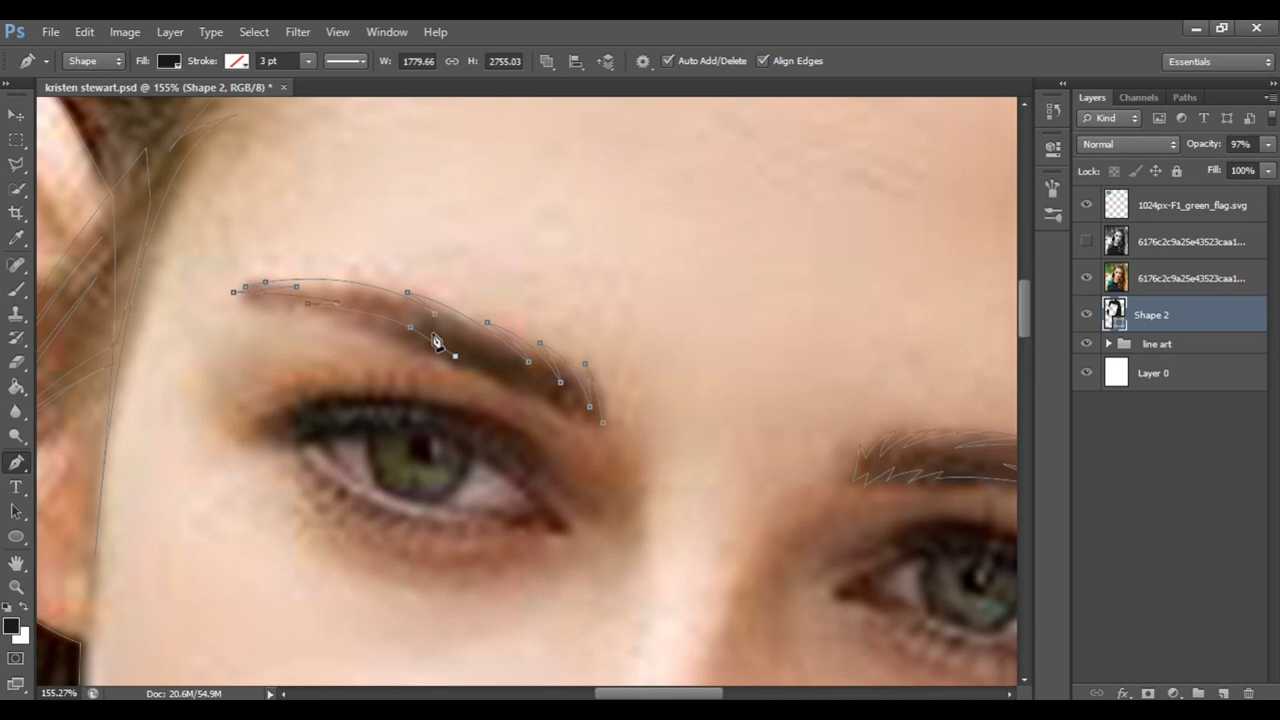 Ps File Edit Image Layer Type Select Filter View Window Help
Shape Fill: Stroke: 3 pt W: 1779.66 H: 2755.03 Auto Add/Delete Align Edges Essentials
kristen stewart.psd @ 155% (Shape 2, RGB/8) * ×
Layers Channels Paths
Kind
Normal Opacity: 97%
Lock: Fill: 100%
1024px-F1_green_flag.svg
6176c2c9a25e43523caa1...
6176c2c9a25e43523caa1...
Shape 2
line art
Layer 0
T
155.27% Doc: 20.6M/54.9M
fx